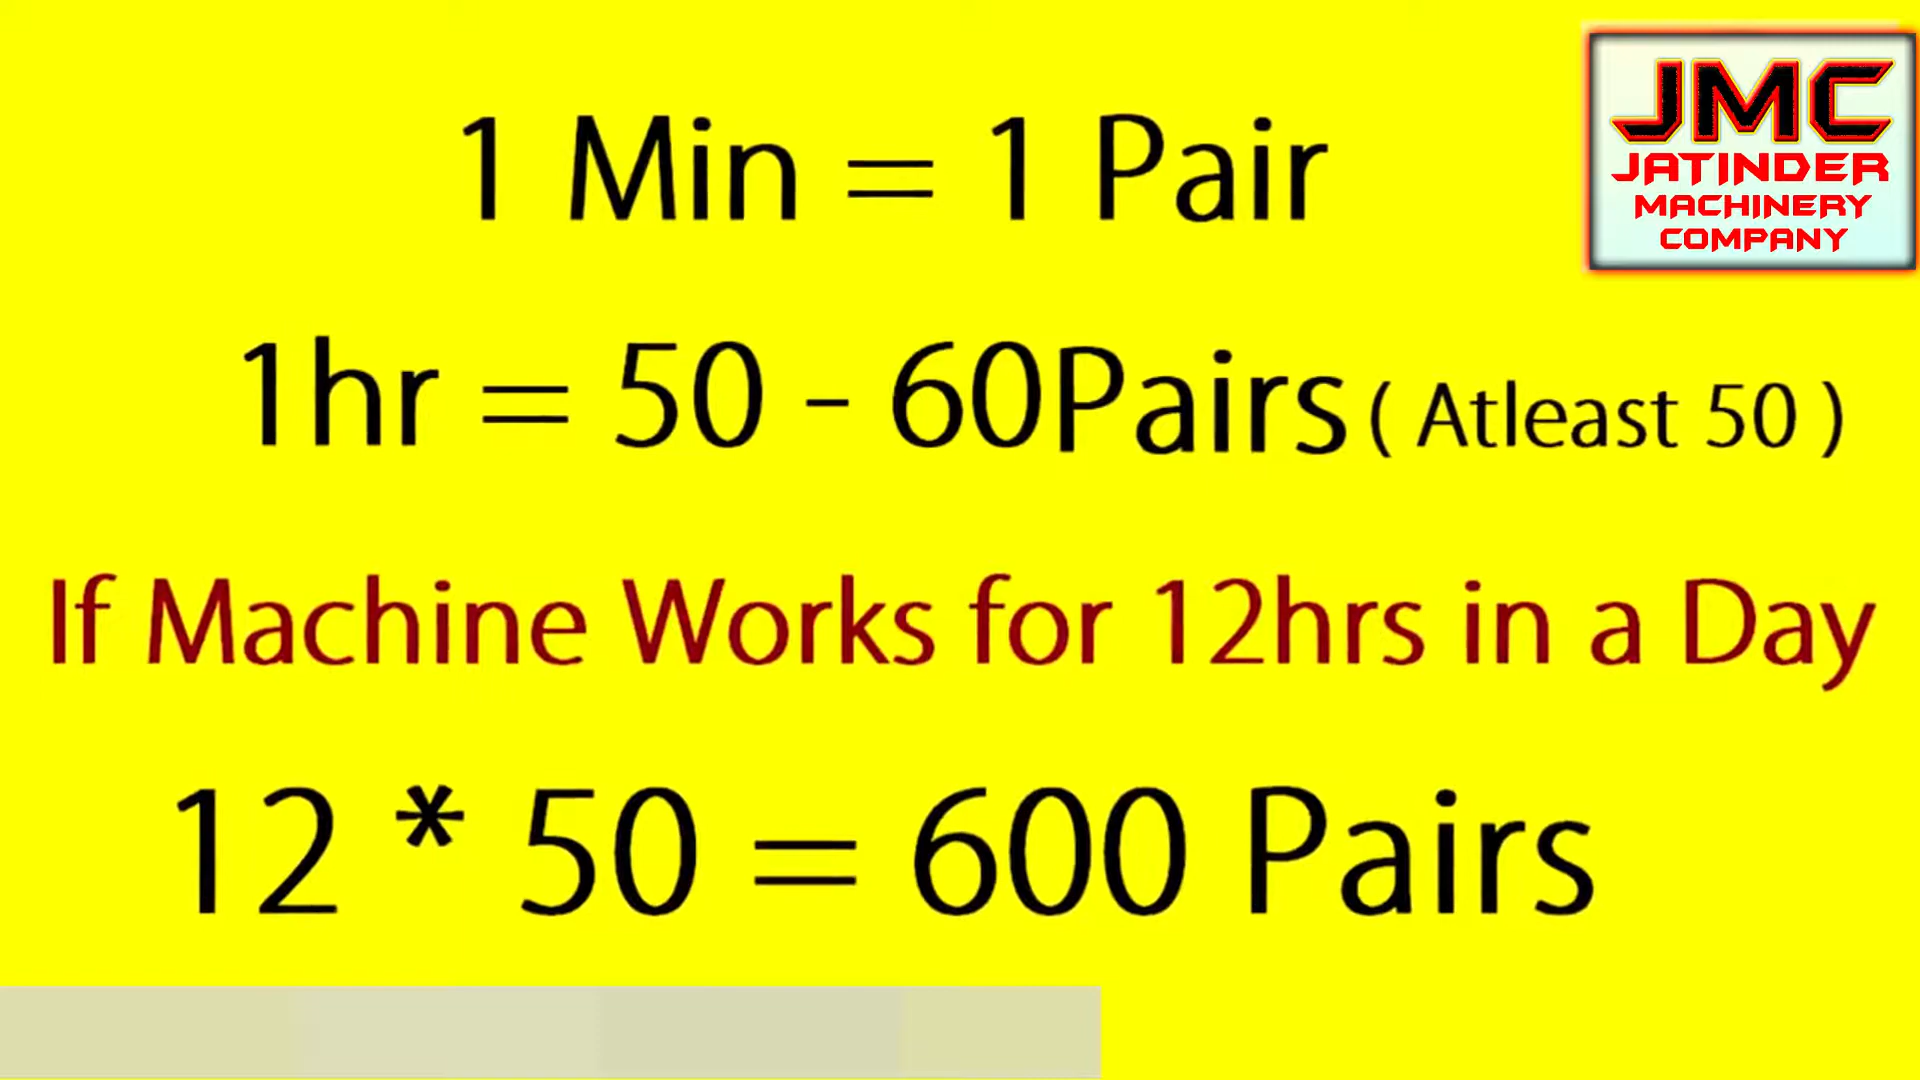 1 Min = 1 Pair
JMC
JATINDER
MACHINERY
COMPANY
1hr = 50 - 60Pairs ( Atleast 50 )
If Machine Works for 12hrs in a Day
12 * 50 = 600 Pairs